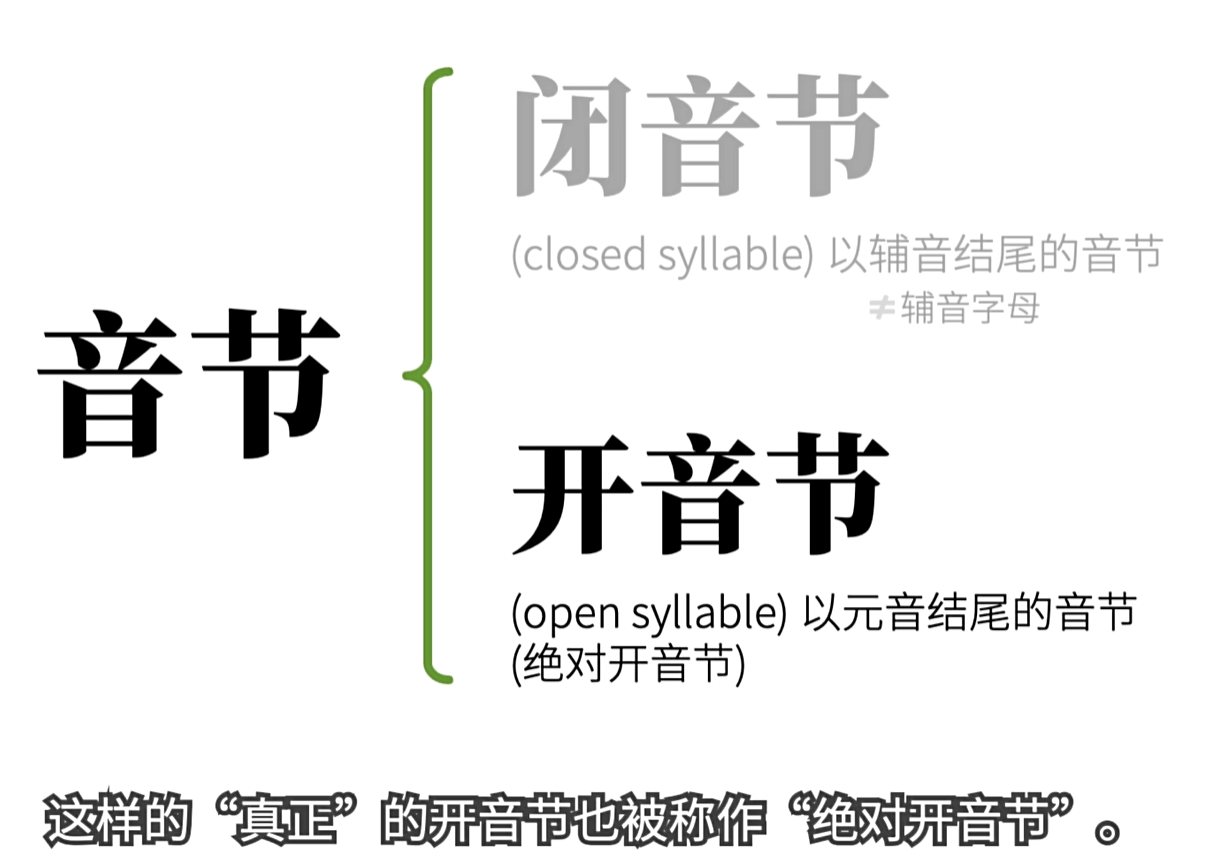 闭音节
(closed syllable) 以辅音结尾的音节
≠辅音字母
音节
开音节
(open syllable) 以元音结尾的音节
(绝对开音节)
这样的“真正”的开音节也被称作“绝对开音节”。